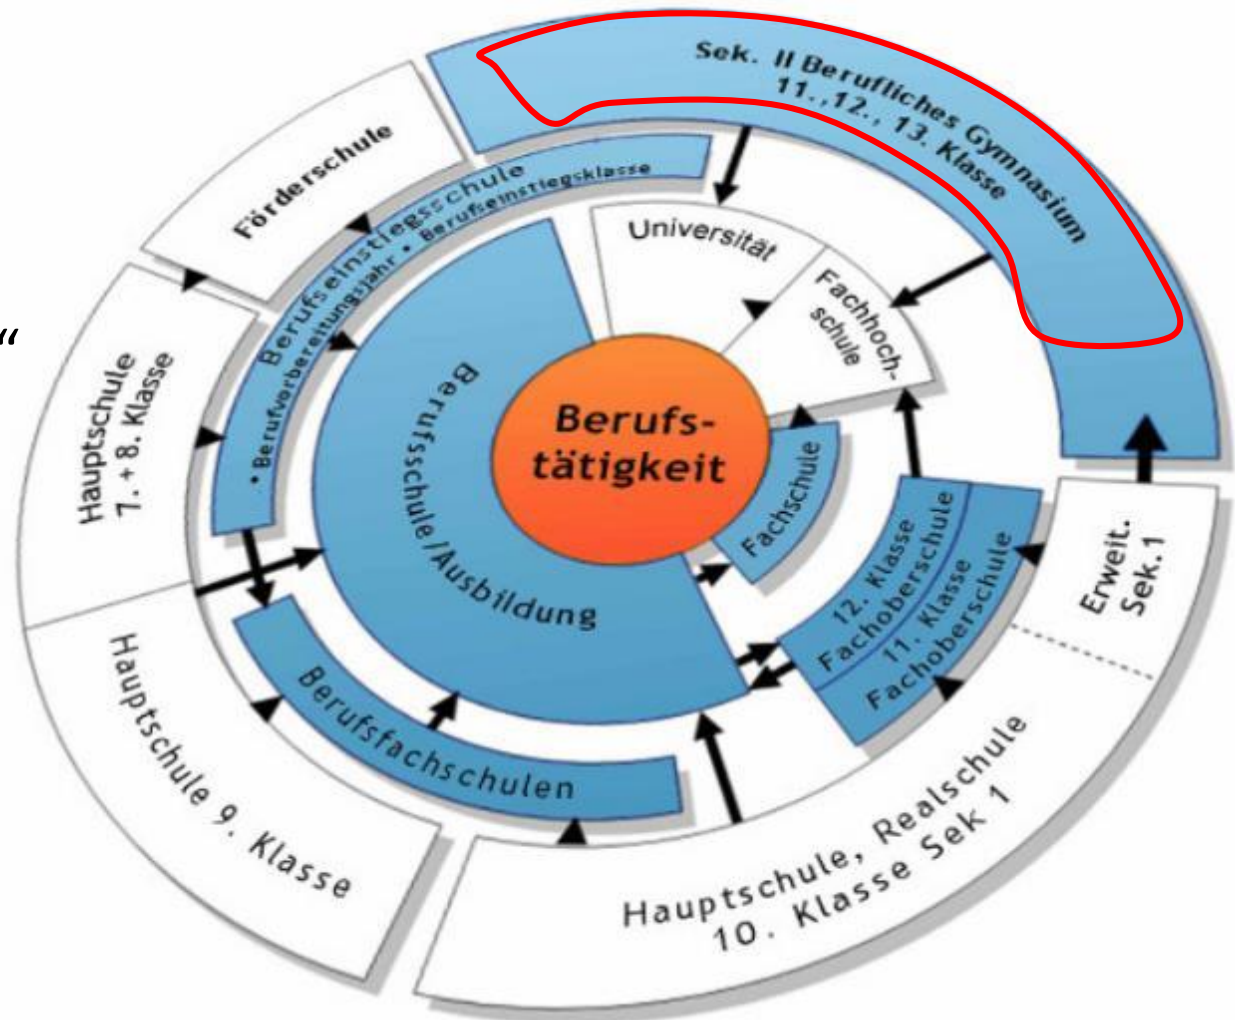 “
Sek. II Berufliches Gymnasium
11.,12., 13. Klasse
Förderschule
Berufseinstiegsschule
• Berufvorbereitungsjahr • Berufseinstiegsklasse
Universität
Fachhoch-
schule
Hauptschule
7. + 8. Klasse
Berufsschule/Ausbildung
Berufs-
tätigkeit
Fachschule
12. Klasse
Fachoberschule
11. Klasse
Fachoberschule
Erweit.
Sek.1
Hauptschule 9. Klasse
Berufsfachschulen
Hauptschule, Realschule
10. Klasse Sek 1